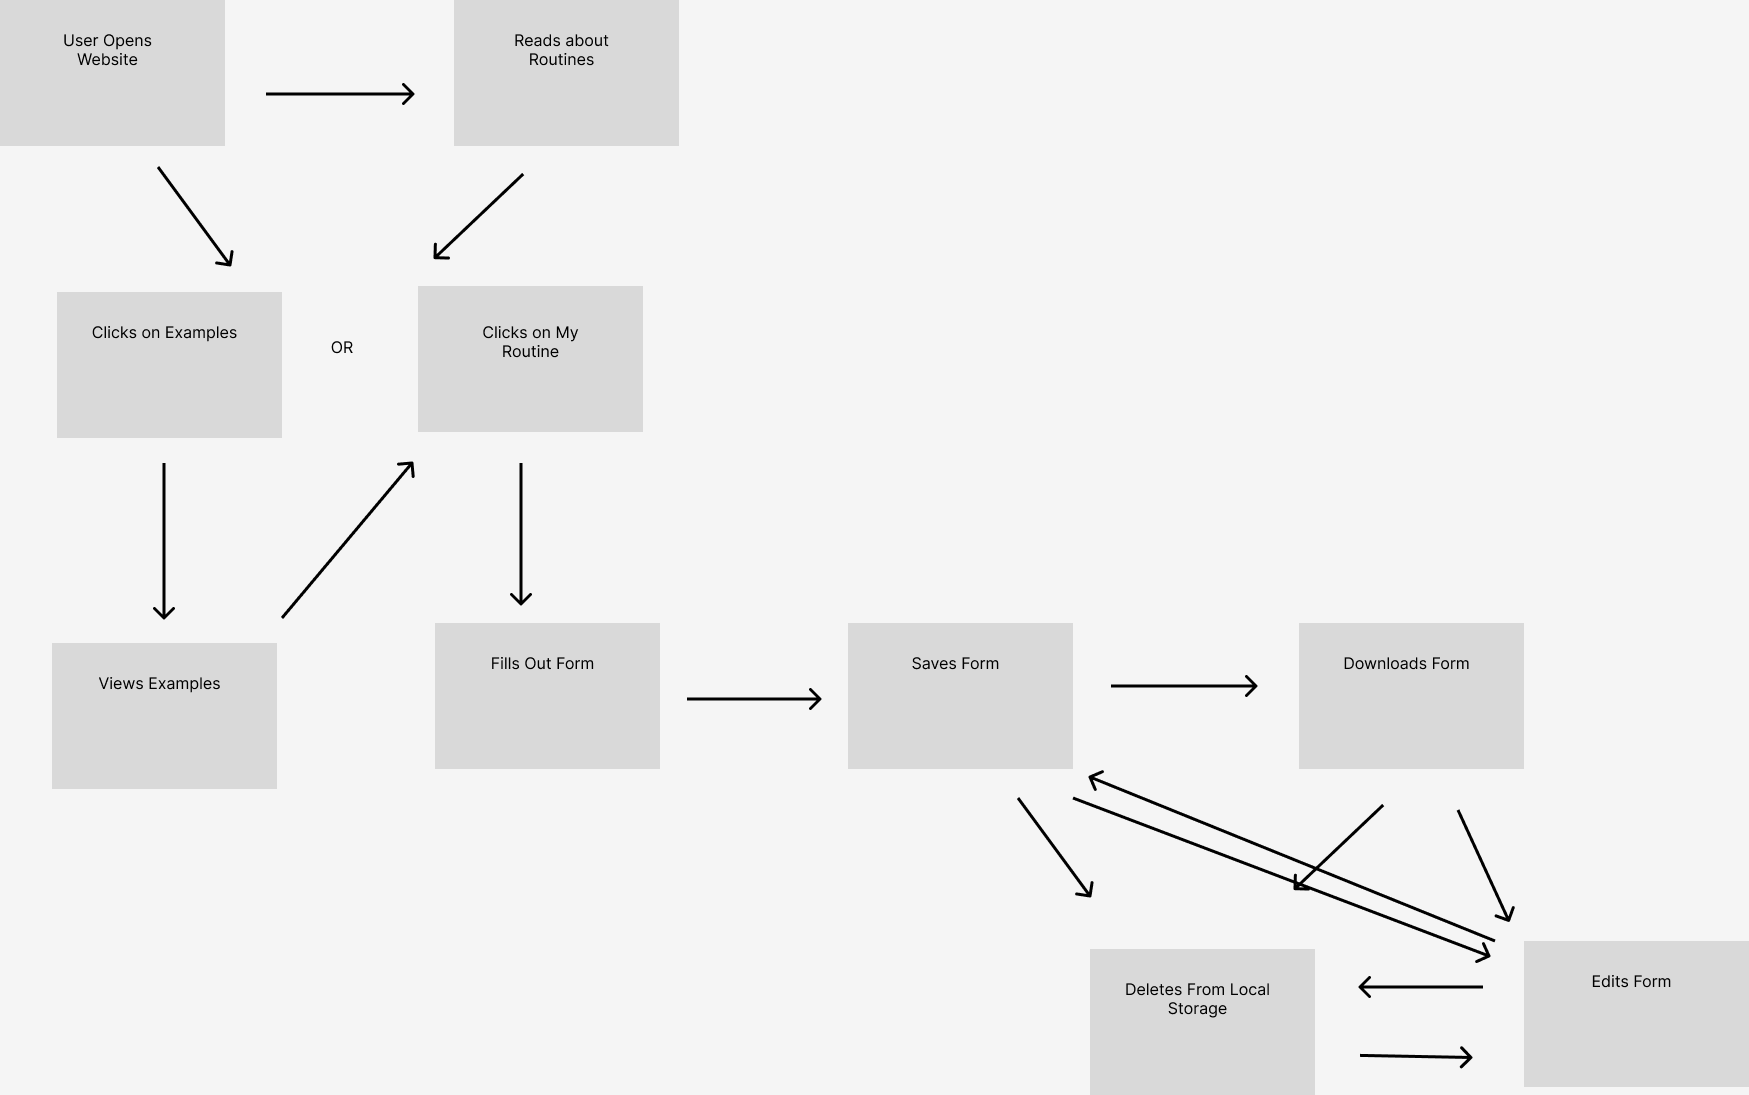 User Opens
Website
Reads about
Routines
Clicks on Examples
OR
Clicks on My
Routine
Views Examples
Fills Out Form
Saves Form
Downloads Form
Deletes From Local
Storage
Edits Form